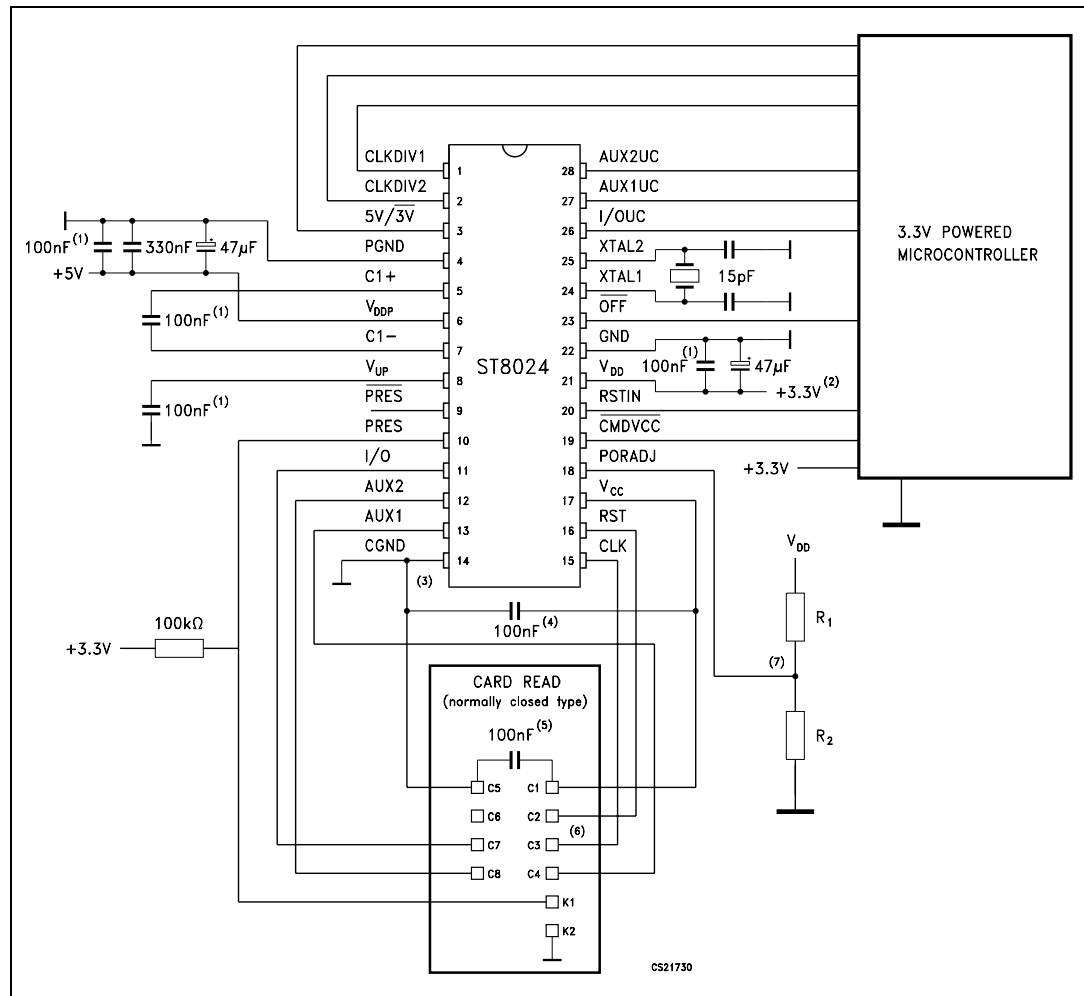 CLKDIV1
CLKDIV2
5V/3V
PGND
C1+
VDDP
C1-
VUP
PRES
PRES
I/O
AUX2
AUX1
CGND
1
2
3
4
5
6
7
8
9
10
11
12
13
14
ST8024
28
27
26
25
24
23
22
21
20
19
18
17
16
15
AUX2UC
AUX1UC
I/OUC
XTAL2
XTAL1
OFF
GND
VDD
RSTIN
CMDVCC
PORADJ
VCC
RST
CLK
100nF(1)
330nF
47µF
+
+5V
100nF(1)
100nF(1)
15pF
100nF(1)
47µF
+
+3.3V(2)
3.3V POWERED
MICROCONTROLLER
+3.3V
VDD
R1
(7)
R2
(3)
100nF(4)
100kΩ
+3.3V
CARD READ
(normally closed type)
100nF(5)
C5 C1
C6 C2
(6)
C7 C3
C8 C4
K1
K2
CS21730